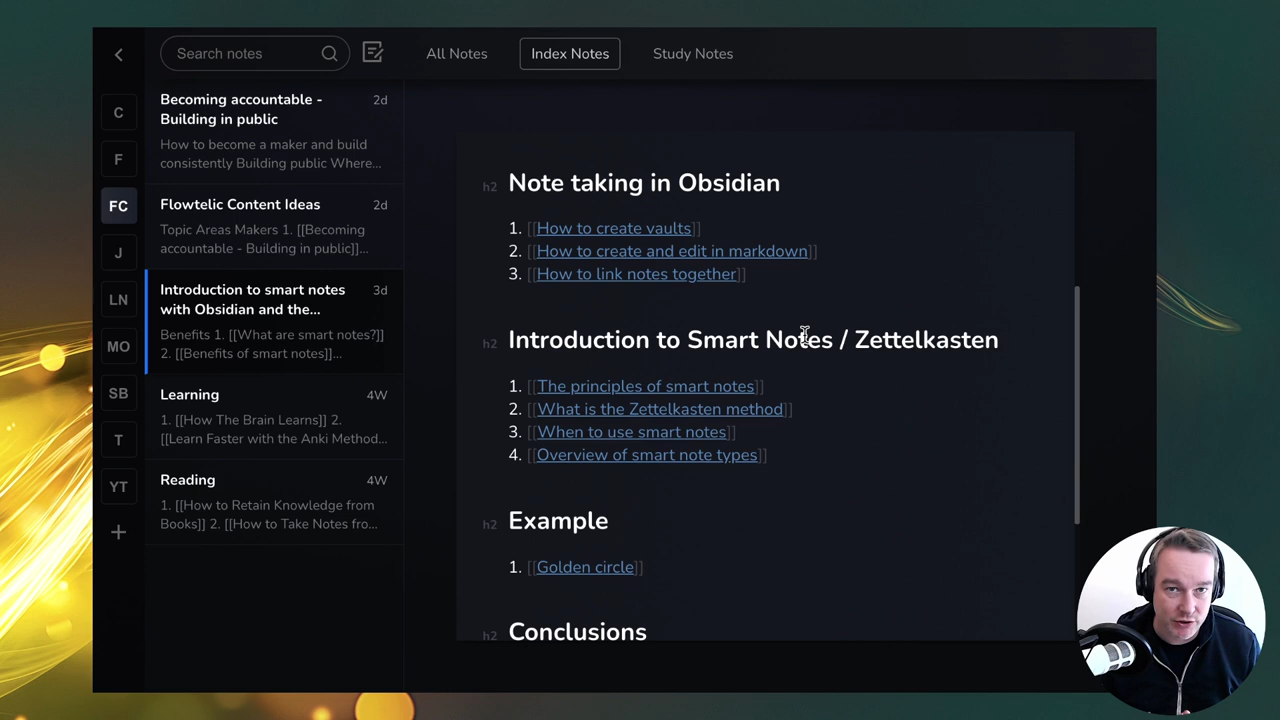 Search notes
All Notes
Index Notes
Study Notes
C
F
FC
J
LN
MO
SB
T
YT
Becoming accountable - 2d
Building in public
How to become a maker and build
consistently Building public Where...
Flowtelic Content Ideas 2d
Topic Areas Makers 1. [[Becoming
accountable - Building in public]]...
Introduction to smart notes 3d
with Obsidian and the...
Benefits 1. [[What are smart notes?]]
2. [[Benefits of smart notes]]...
Learning 4W
1. [[How The Brain Learns]] 2.
[[Learn Faster with the Anki Method...
Reading 4W
1. [[How to Retain Knowledge from
Books]] 2. [[How to Take Notes fro...
h2 Note taking in Obsidian
1. [[How to create vaults]]
2. [[How to create and edit in markdown]]
3. [[How to link notes together]]
h2 Introduction to Smart Notes / Zettelkasten
1. [[The principles of smart notes]]
2. [[What is the Zettelkasten method]]
3. [[When to use smart notes]]
4. [[Overview of smart note types]]
h2 Example
1. [[Golden circle]]
h2 Conclusions